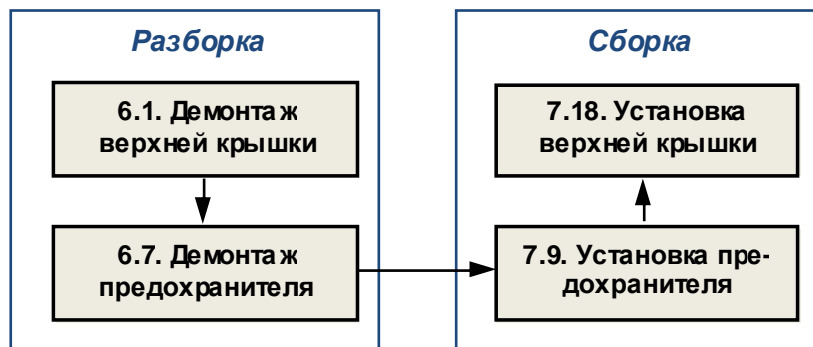 Разборка
6.1. Демонтаж
верхней крышки
6.7. Демонтаж
предохранителя
Сборка
7.18. Установка
верхней крышки
7.9. Установка пре-
дохранителя